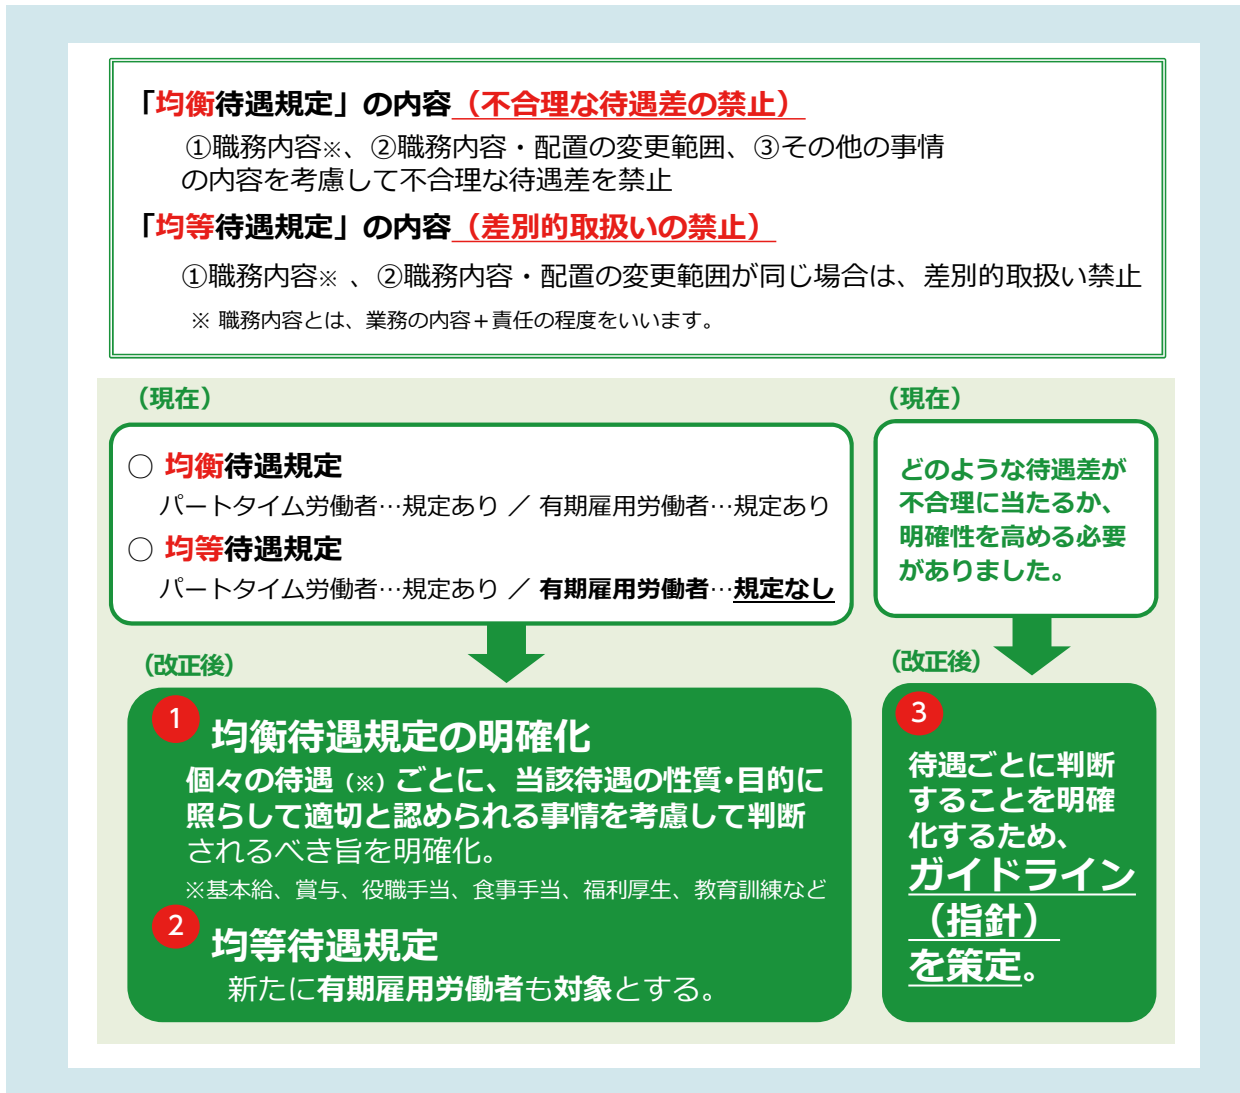 「均衡待遇規定」の内容（不合理な待遇差の禁止）
①職務内容※、②職務内容・配置の変更範囲、③その他の事情
の内容を考慮して不合理な待遇差を禁止
「均等待遇規定」の内容（差別的取扱いの禁止）
①職務内容※ 、②職務内容・配置の変更範囲が同じ場合は、差別的取扱い禁止
※ 職務内容とは、業務の内容＋責任の程度をいいます。
（現在）
○ 均衡待遇規定
パートタイム労働者…規定あり ／ 有期雇用労働者…規定あり
○ 均等待遇規定
パートタイム労働者…規定あり ／ 有期雇用労働者…規定なし
（改正後）
1
均衡待遇規定の明確化
個々の待遇（※）ごとに、当該待遇の性質・目的に
照らして適切と認められる事情を考慮して判断
されるべき旨を明確化。
※基本給、賞与、役職手当、食事手当、福利厚生、教育訓練など
2
均等待遇規定
新たに有期雇用労働者も対象とする。
（現在）
どのような待遇差が
不合理に当たるか、
明確性を高める必要
がありました。
（改正後）
3
待遇ごとに判断
することを明確
化するため、
ガイドライン
（指針）
を策定。